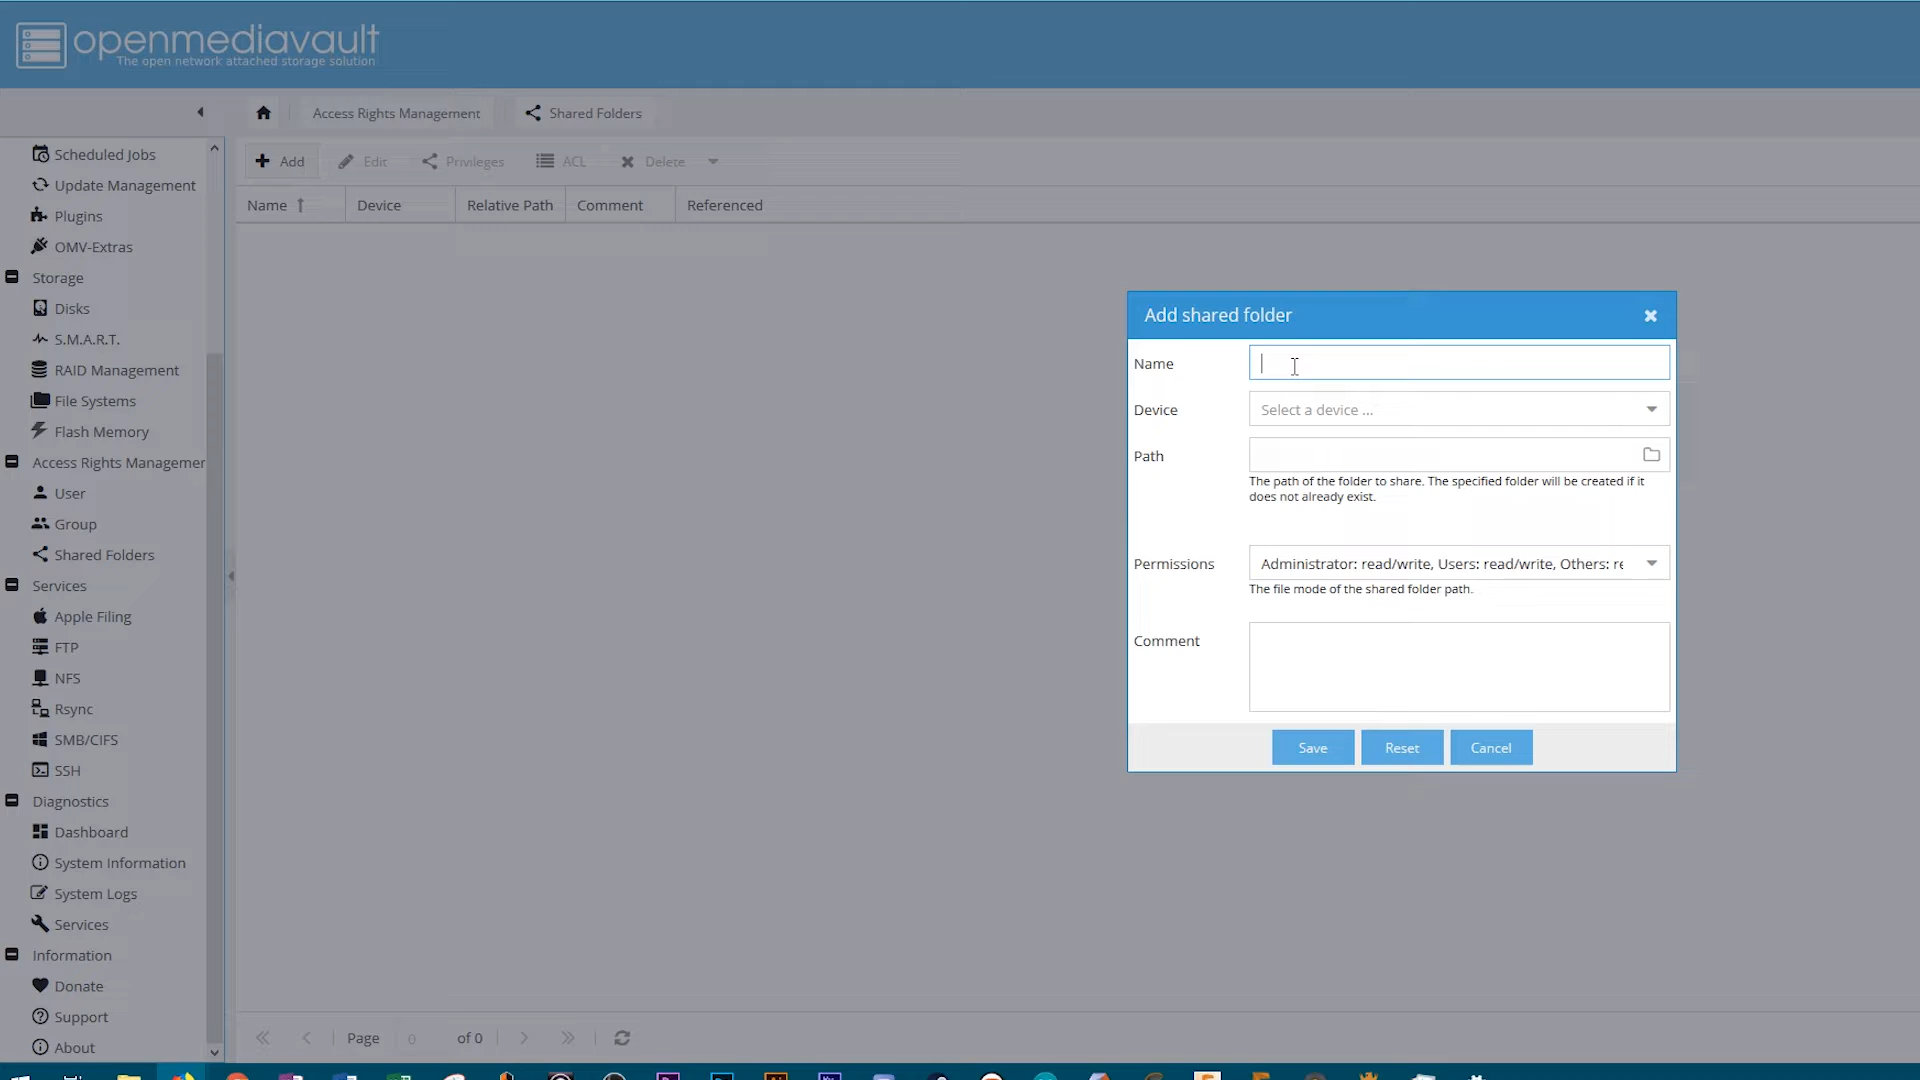 openmediavault
The open network attached storage solution
Access Rights Management
Shared Folders
Scheduled Jobs
Update Management
Plugins
OMV-Extras
Storage
Disks
S.M.A.R.T.
RAID Management
File Systems
Flash Memory
Access Rights Managemer
User
Group
Shared Folders
Services
Apple Filing
FTP
NFS
Rsync
SMB/CIFS
SSH
Diagnostics
Dashboard
System Information
System Logs
Services
Information
Donate
Support
About
Add
Edit
Privileges
ACL
Delete
Name
Device
Relative Path
Comment
Referenced
Add shared folder
Name
Device
Select a device ...
Path
The path of the folder to share. The specified folder will be created if it
does not already exist.
Permissions
Administrator: read/write, Users: read/write, Others: re
The file mode of the shared folder path.
Comment
Save
Reset
Cancel
Page 0 of 0